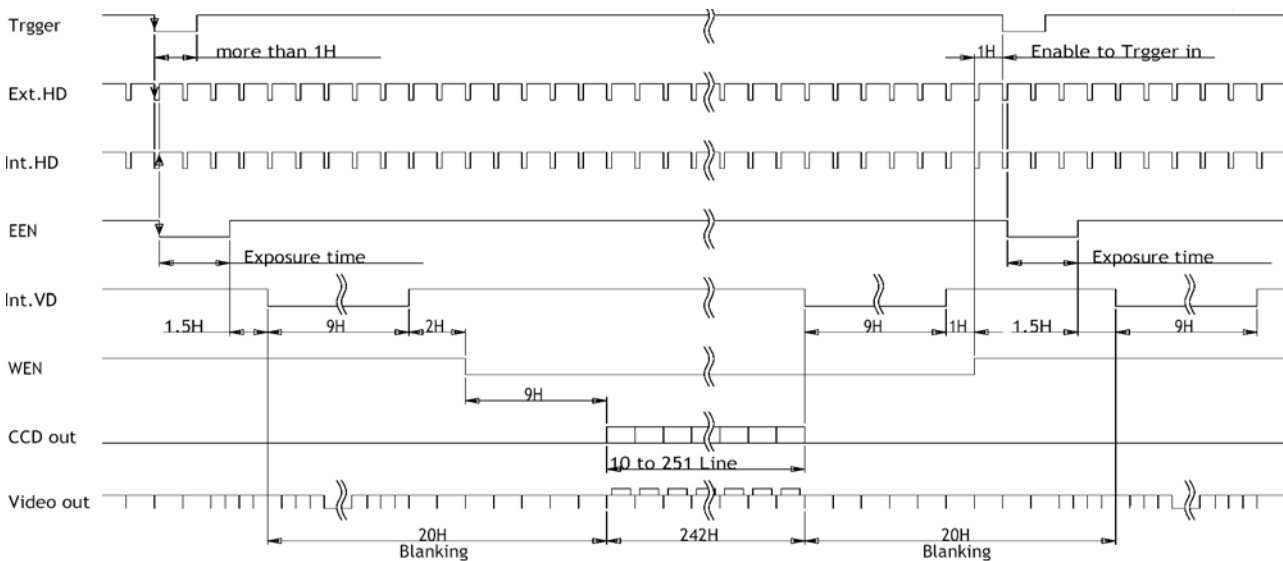 Trgger
more than 1H
1H
Enable to Trgger in
Ext.HD
Int.HD
EEN
Exposure time
Exposure time
Int.VD
1.5H
9H
2H
9H
1H
1.5H
9H
WEN
9H
CCD out
10 to 251 Line
Video out
20H
242H
20H
Blanking
Blanking